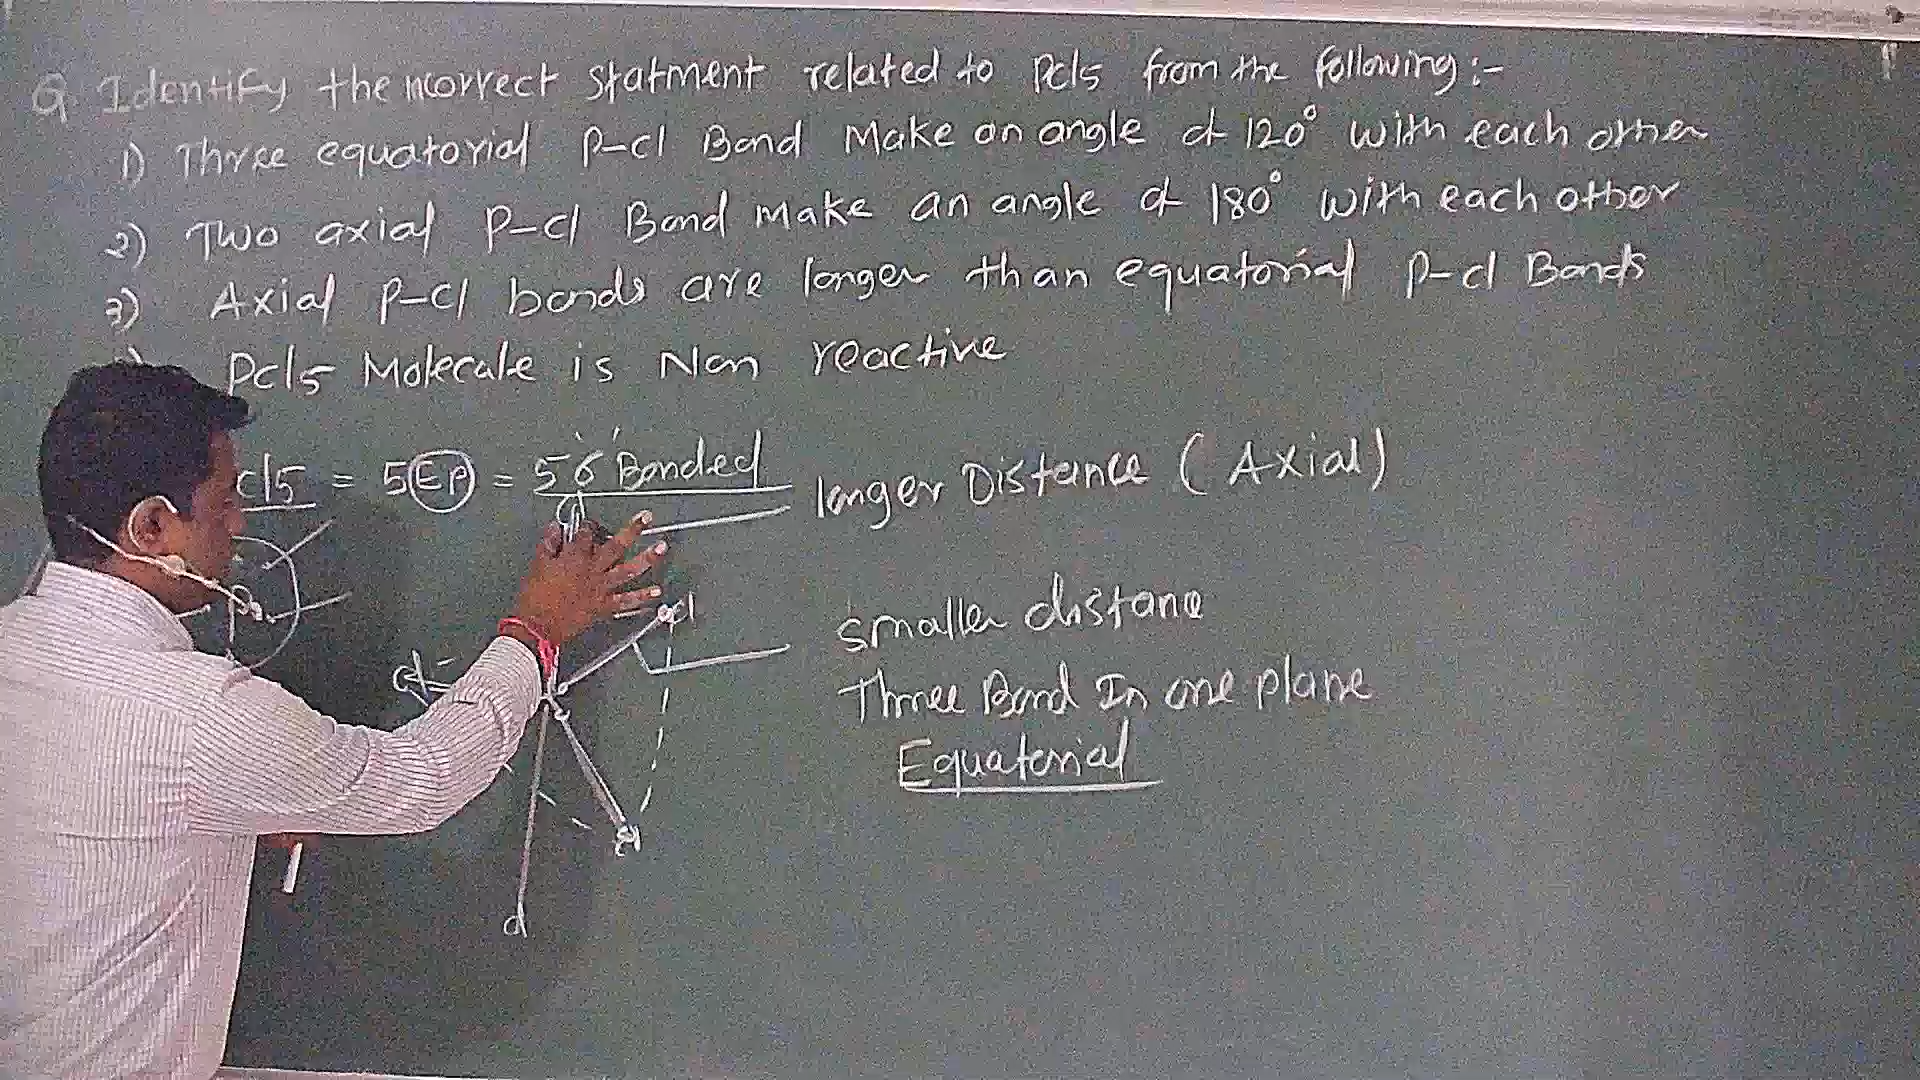 Q. Identify the incorrect statment related to Pcl5 from the following :-
1) Three equatorial P-Cl Bond Make an angle of 120° with each other
2) Two axial P-Cl Bond make an angle of 180° with each other
3) Axial P-Cl bonds are longer than equatorial P-cl Bonds
Pcl5 Molecule is Non reactive
cl5 = 5 EP = 5 6 Bonded
longer Distance (Axial)
cl
cl
smaller distane
Three Bond In one plane
Equatorial
cl
cl
cl